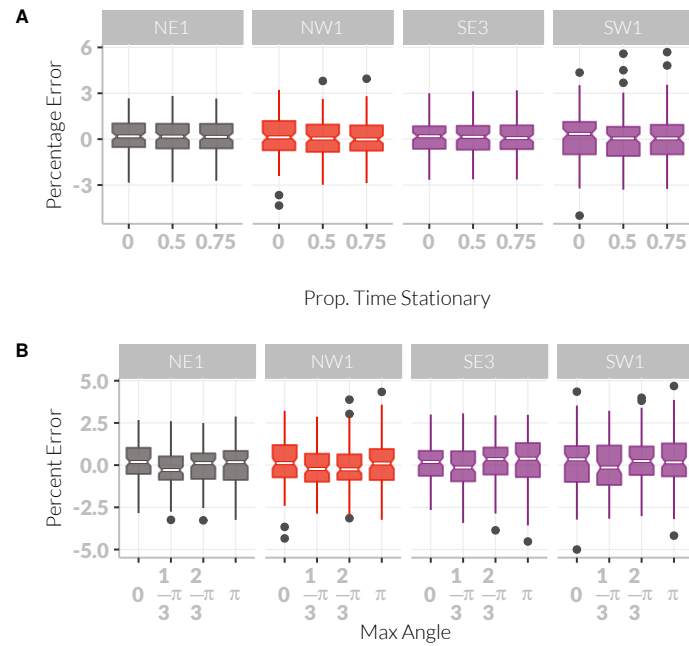 A
NE1 NW1 SE3 SW1
6
3
0
-3
Percentage Error
0 0.5 0.75 0 0.5 0.75 0 0.5 0.75 0 0.5 0.75
Prop. Time Stationary
B
NE1 NW1 SE3 SW1
5.0
2.5
0.0
-2.5
-5.0
Percent Error
0 1/3 π 2/3 π π 0 1/3 π 2/3 π π 0 1/3 π 2/3 π π 0 1/3 π 2/3 π π
Max Angle